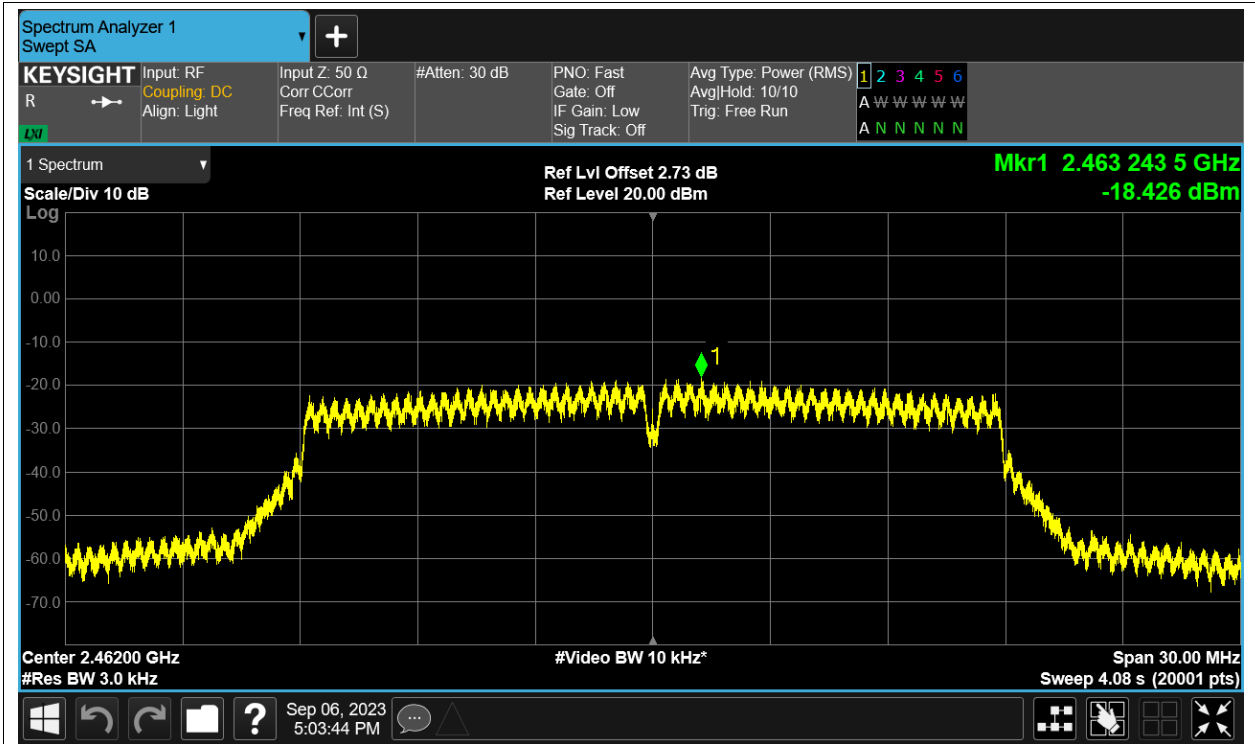 Spectrum Analyzer 1
Swept SA
+
KEYSIGHT
R
LXI
Input: RF
Coupling: DC
Align: Light
Input Z: 50 Ω
Corr CCorr
Freq Ref: Int (S)
#Atten: 30 dB
PNO: Fast
Gate: Off
IF Gain: Low
Sig Track: Off
Avg Type: Power (RMS)
Avg|Hold: 10/10
Trig: Free Run
1 2 3 4 5 6
A W W W W W
A N N N N N
1 Spectrum
Scale/Div 10 dB
Log
Ref Lvl Offset 2.73 dB
Ref Level 20.00 dBm
Mkr1 2.463 243 5 GHz
-18.426 dBm
10.0
0.00
-10.0
1
-20.0
-30.0
-40.0
-50.0
-60.0
-70.0
Center 2.46200 GHz
#Res BW 3.0 kHz
#Video BW 10 kHz*
Span 30.00 MHz
Sweep 4.08 s (20001 pts)
?
Sep 06, 2023
5:03:44 PM